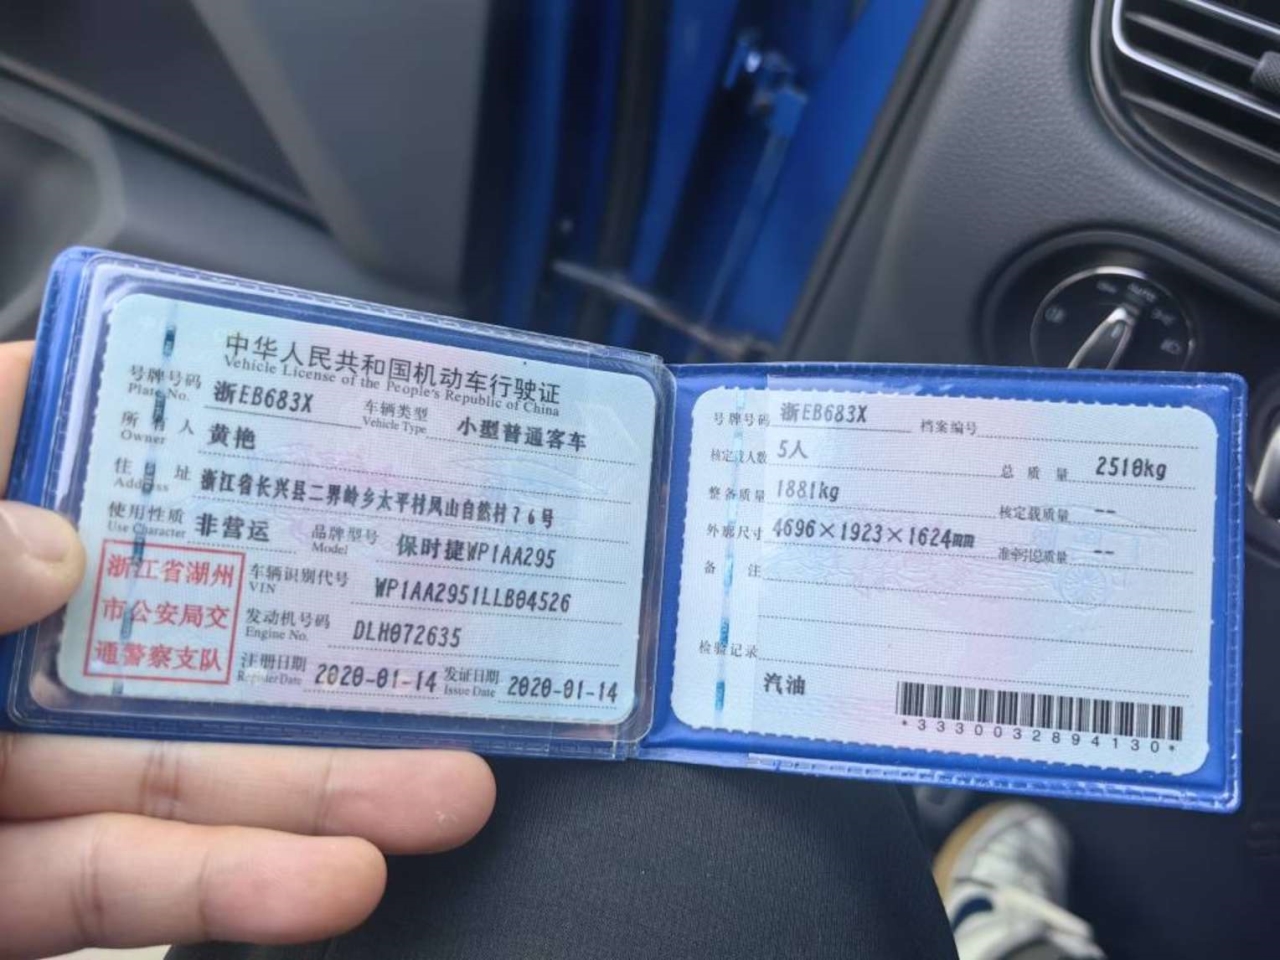 中华人民共和国机动车行驶证
Vehicle License of the People's Republic of China
号牌号码 浙EB683X 车辆类型 小型普通客车
Plate No. Vehicle Type
所有人 黄艳
Owner
住址 浙江省长兴县二界岭乡太平村凤山自然村76号
Address
使用性质 非营运 品牌型号 保时捷WP1AA295
Use Character Model
浙江省湖州
市公安局交
通警察支队
车辆识别代号 WP1AA2951LLB04526
VIN
发动机号码 DLH072635
Engine No.
注册日期 2020-01-14 发证日期 2020-01-14
Register Date Issue Date
号牌号码 浙EB683X 档案编号
核定载人数 5人 总质量 2510kg
整备质量 1881kg 核定载质量 --
外廓尺寸 4696×1923×1624mm 准牵引总质量 --
备注
检验记录
汽油
*3330032894130*
AUTO